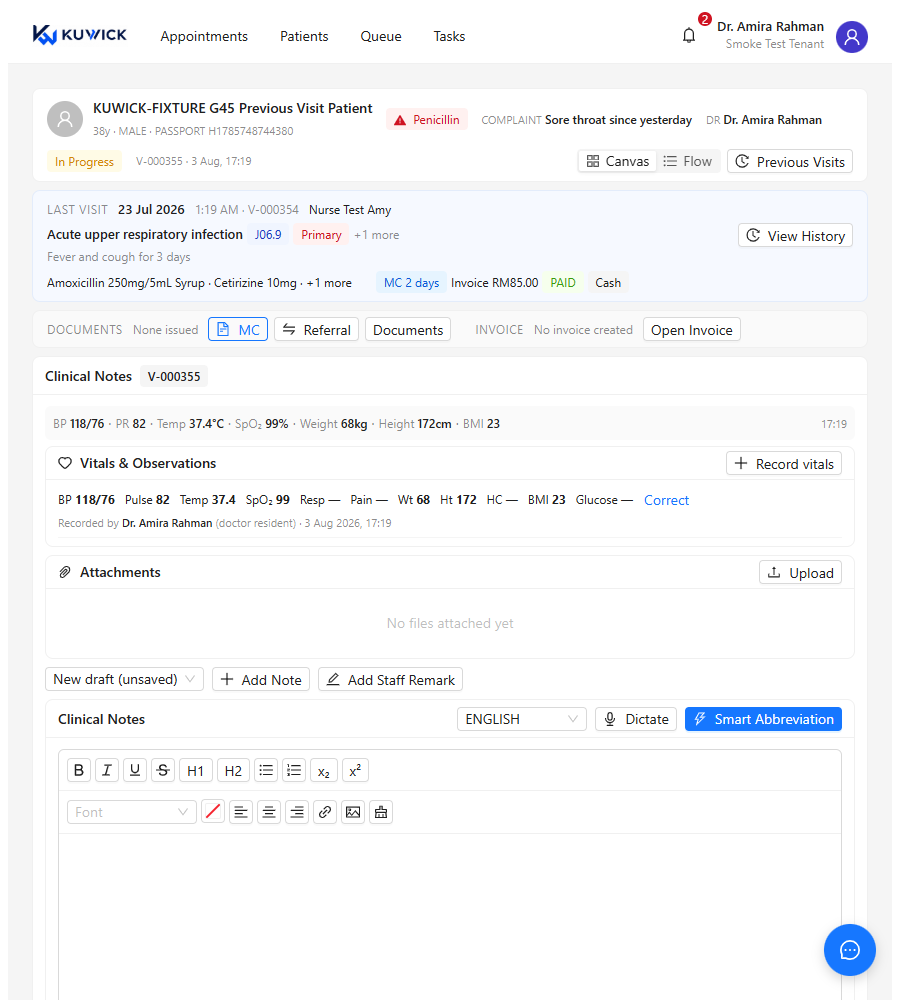 KUWICK Appointments Patients Queue Tasks 2 Dr. Amira Rahman
Smoke Test Tenant
KUWICK-FIXTURE G45 Previous Visit Patient
38y · MALE · PASSPORT H1785748744380
Penicillin COMPLAINT Sore throat since yesterday DR Dr. Amira Rahman
In Progress V-000355 · 3 Aug, 17:19 Canvas Flow Previous Visits
LAST VISIT 23 Jul 2026 1:19 AM · V-000354 Nurse Test Amy
Acute upper respiratory infection J06.9 Primary +1 more View History
Fever and cough for 3 days
Amoxicillin 250mg/5mL Syrup · Cetirizine 10mg · +1 more MC 2 days Invoice RM85.00 PAID Cash
DOCUMENTS None issued MC Referral Documents INVOICE No invoice created Open Invoice
Clinical Notes V-000355
BP 118/76 · PR 82 · Temp 37.4°C · SpO₂ 99% · Weight 68kg · Height 172cm · BMI 23 17:19
Vitals & Observations Record vitals
BP 118/76 Pulse 82 Temp 37.4 SpO₂ 99 Resp — Pain — Wt 68 Ht 172 HC — BMI 23 Glucose — Correct
Recorded by Dr. Amira Rahman (doctor resident) · 3 Aug 2026, 17:19
Attachments Upload
No files attached yet
New draft (unsaved) Add Note Add Staff Remark
Clinical Notes ENGLISH Dictate Smart Abbreviation
B I U S H1 H2 x₂ x²
Font